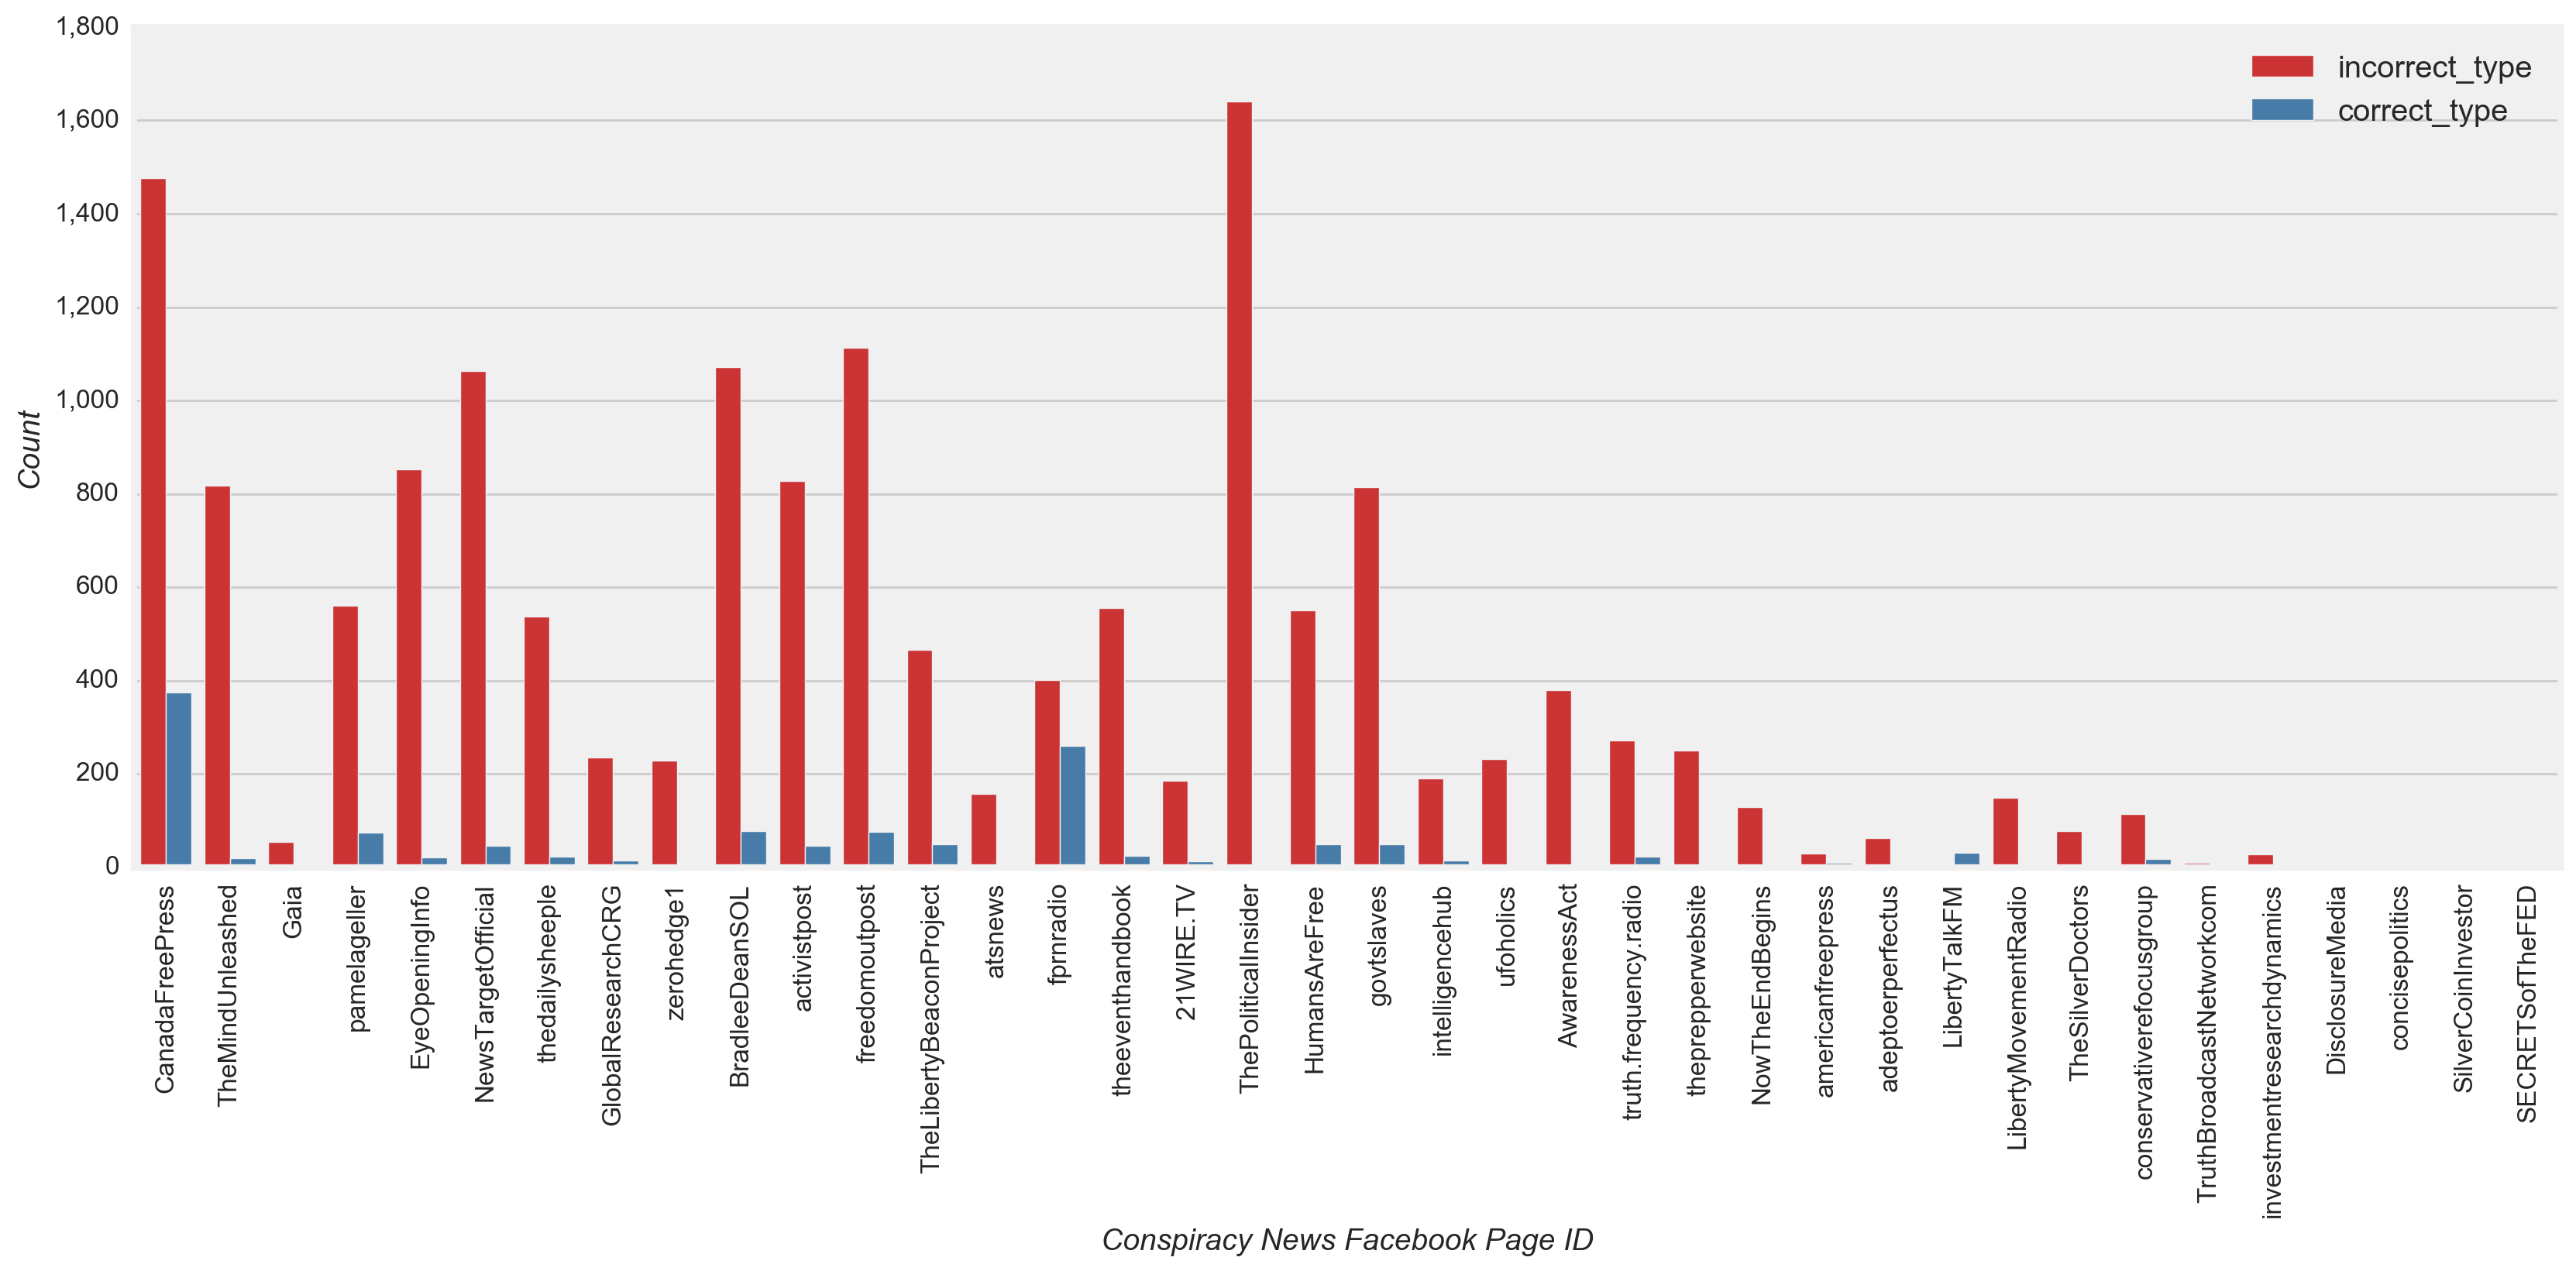 1,800
1,600
1,400
1,200
1,000
800
600
400
200
0
Count
incorrect_type
correct_type
CanadaFreePress
TheMindUnleashed
Gaia
pamelageller
EyeOpeningInfo
NewsTargetOfficial
thedailysheeple
GlobalResearchCRG
zerohedge1
BradleeDeanSOL
activistpost
freedomoutpost
TheLibertyBeaconProject
atsnews
fprnradio
theeventhandbook
21WIRE.TV
ThePoliticalInsider
HumansAreFree
govtslaves
intelligencehub
ufoholics
AwarenessAct
truth.frequency.radio
theprepperwebsite
NowTheEndBegins
americanfreepress
adeptoerperfectus
LibertyTalkFM
LibertyMovementRadio
TheSilverDoctors
conservativerefocusgroup
TruthBroadcastNetworkcom
investmentresearchdynamics
DisclosureMedia
concisepolitics
SilverCoinInvestor
SECRETSofTheFED
Conspiracy News Facebook Page ID